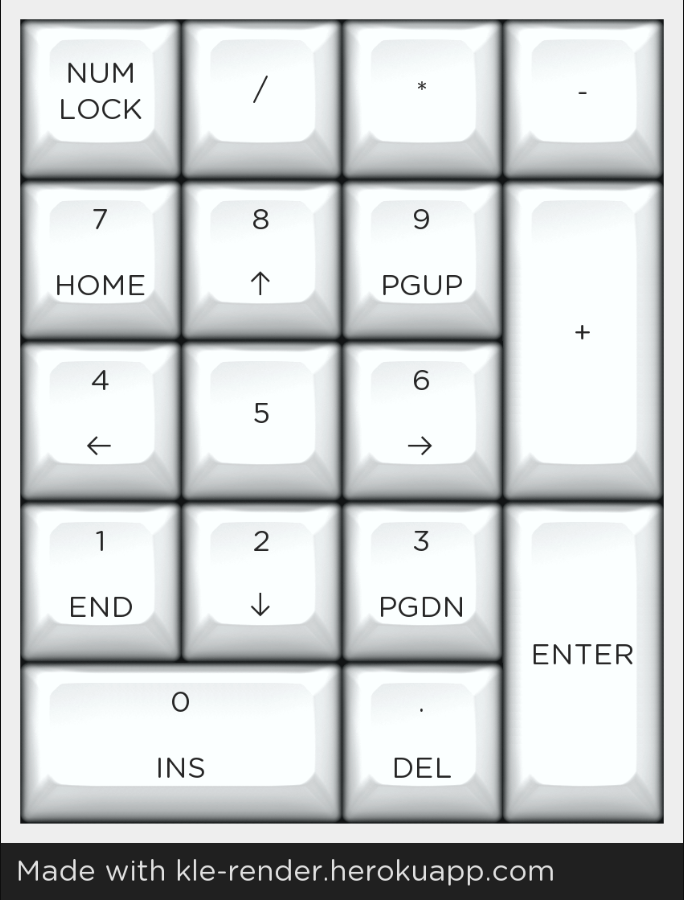 NUM
LOCK
/
*
-
7
HOME
8
↑
9
PGUP
+
4
←
5
6
→
1
END
2
↓
3
PGDN
ENTER
0
INS
.
DEL
Made with kle-render.herokuapp.com